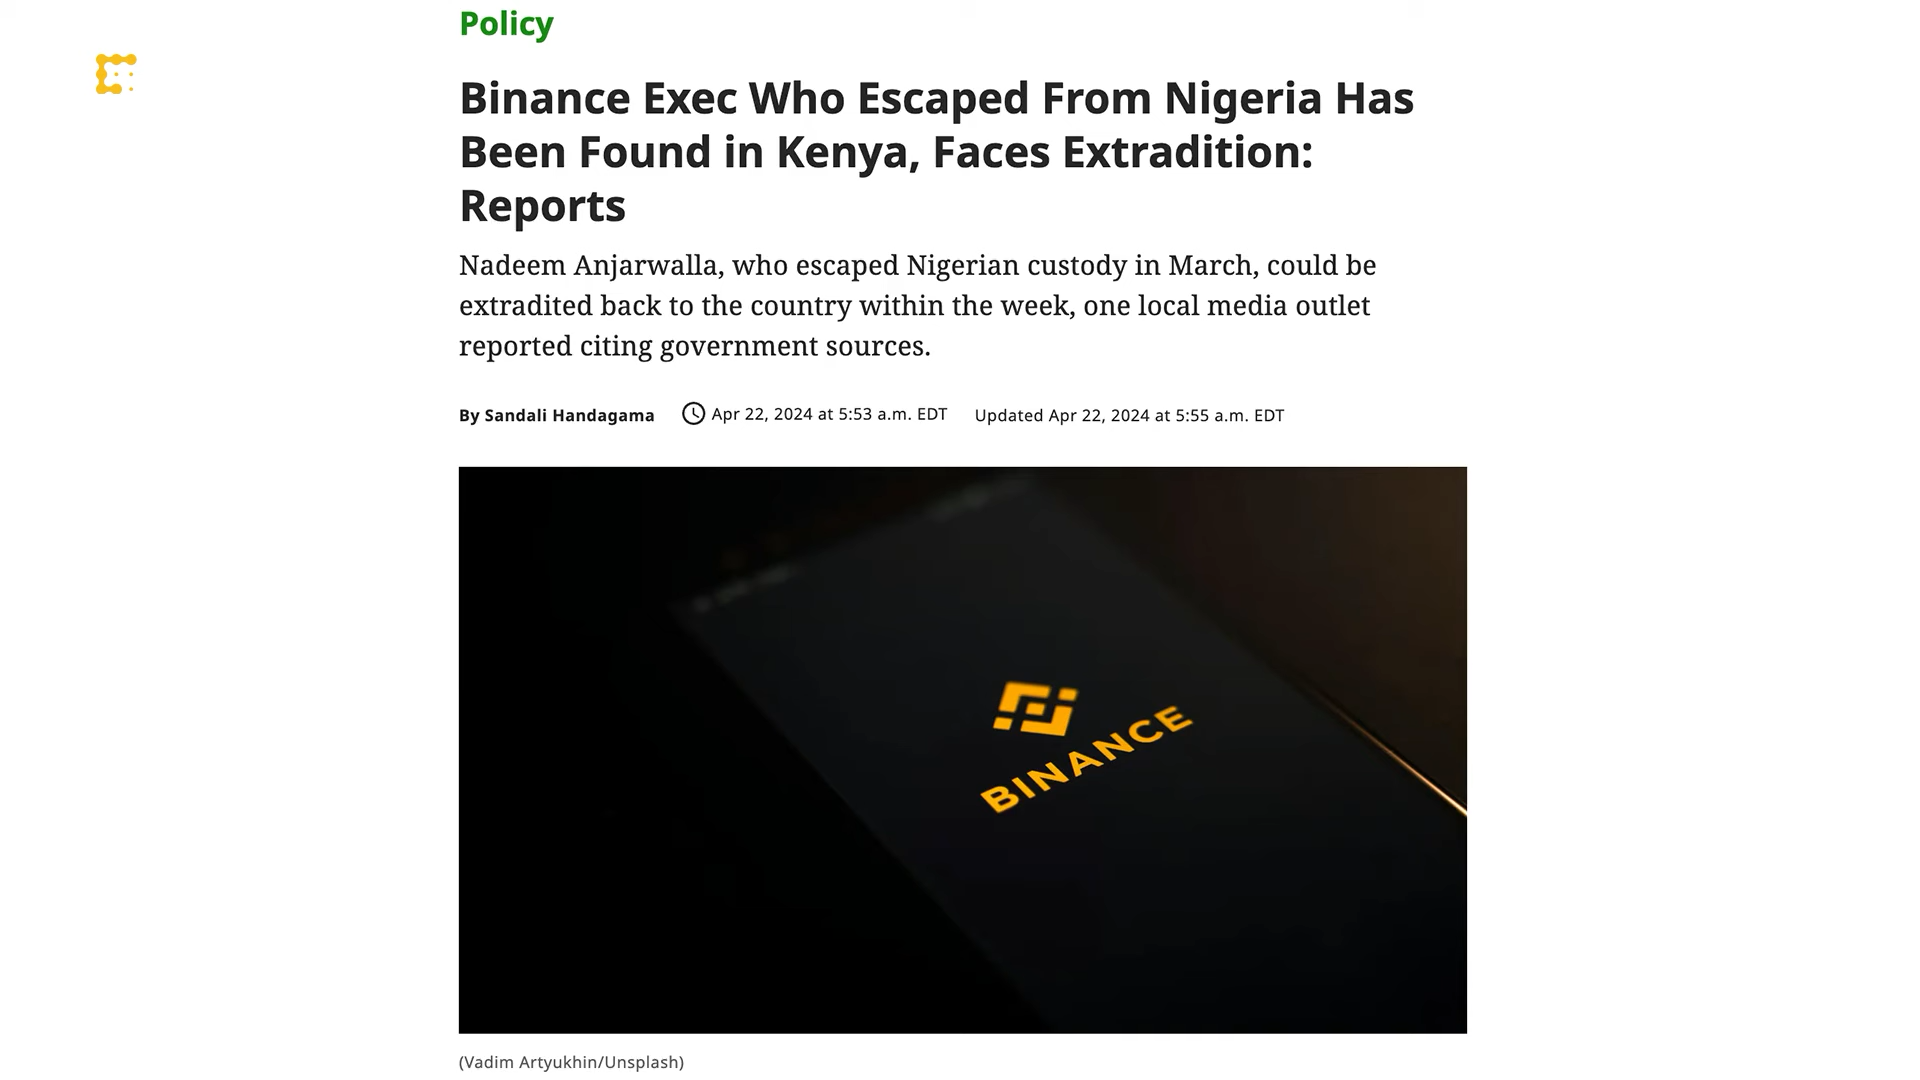 Policy
Binance Exec Who Escaped From Nigeria Has
Been Found in Kenya, Faces Extradition:
Reports
Nadeem Anjarwalla, who escaped Nigerian custody in March, could be
extradited back to the country within the week, one local media outlet
reported citing government sources.
By Sandali Handagama Apr 22, 2024 at 5:53 a.m. EDT Updated Apr 22, 2024 at 5:55 a.m. EDT
BINANCE
(Vadim Artyukhin/Unsplash)